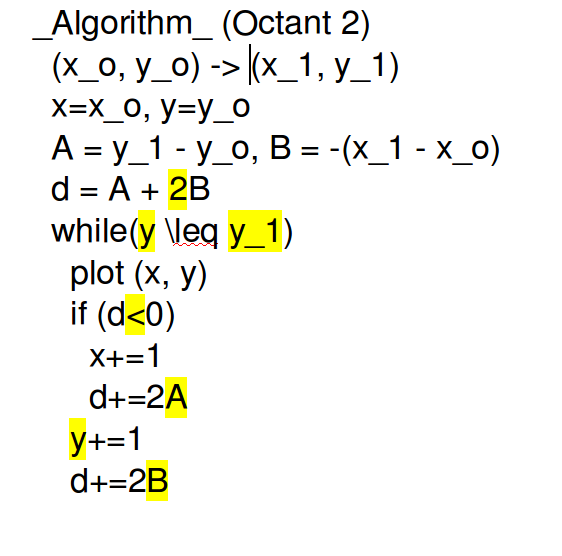 _Algorithm_ (Octant 2)
(x_o, y_o) -> (x_1, y_1)
x=x_o, y=y_o
A = y_1 - y_o, B = -(x_1 - x_o)
d = A + 2B
while(y \leq y_1)
plot (x, y)
if (d<0)
x+=1
d+=2A
y+=1
d+=2B